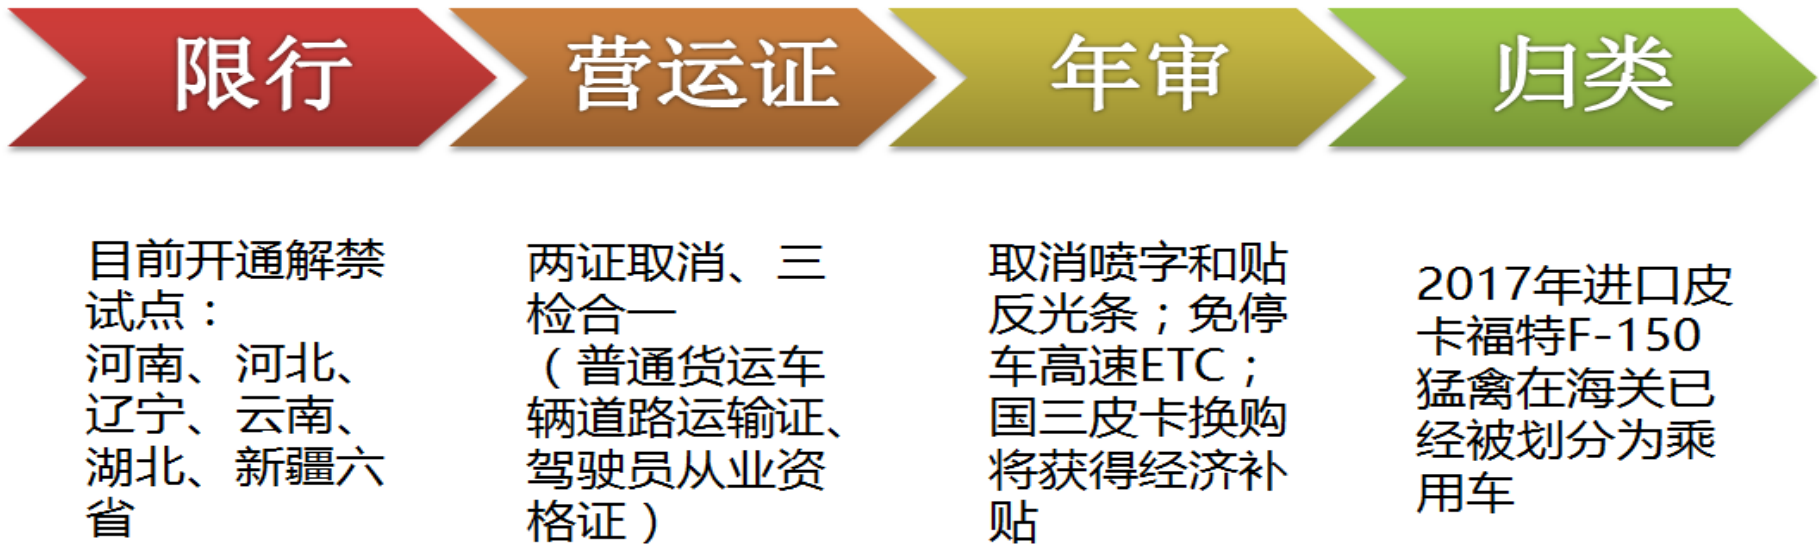 限行
营运证
年审
归类
目前开通解禁
试点：
河南、河北、
辽宁、云南、
湖北、新疆六
省
两证取消、三
检合一
（普通货运车
辆道路运输证、
驾驶员从业资
格证）
取消喷字和贴
反光条；免停
车高速ETC；
国三皮卡换购
将获得经济补
贴
2017年进口皮
卡福特F-150
猛禽在海关已
经被划分为乘
用车